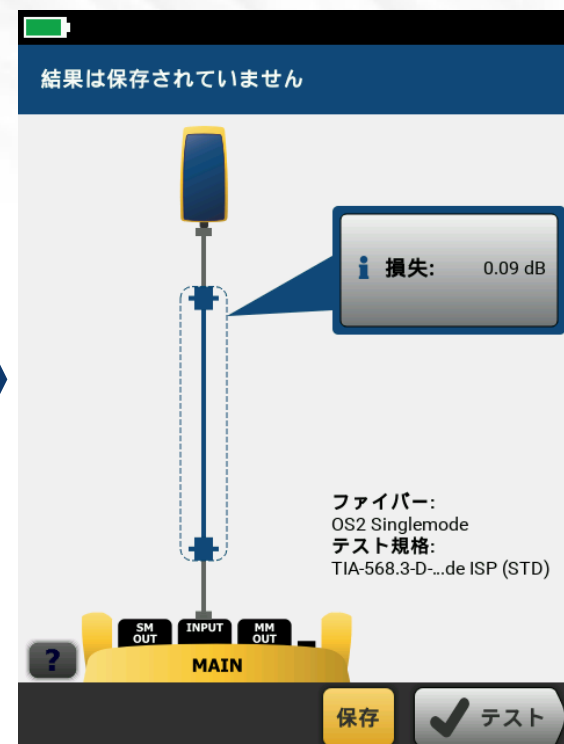 結果は保存されていません
損失: 0.09 dB
ファイバー:
OS2 Singlemode
テスト規格:
TIA-568.3-D-...de ISP (STD)
SM OUT
INPUT
MM OUT
?
MAIN
保存
テスト